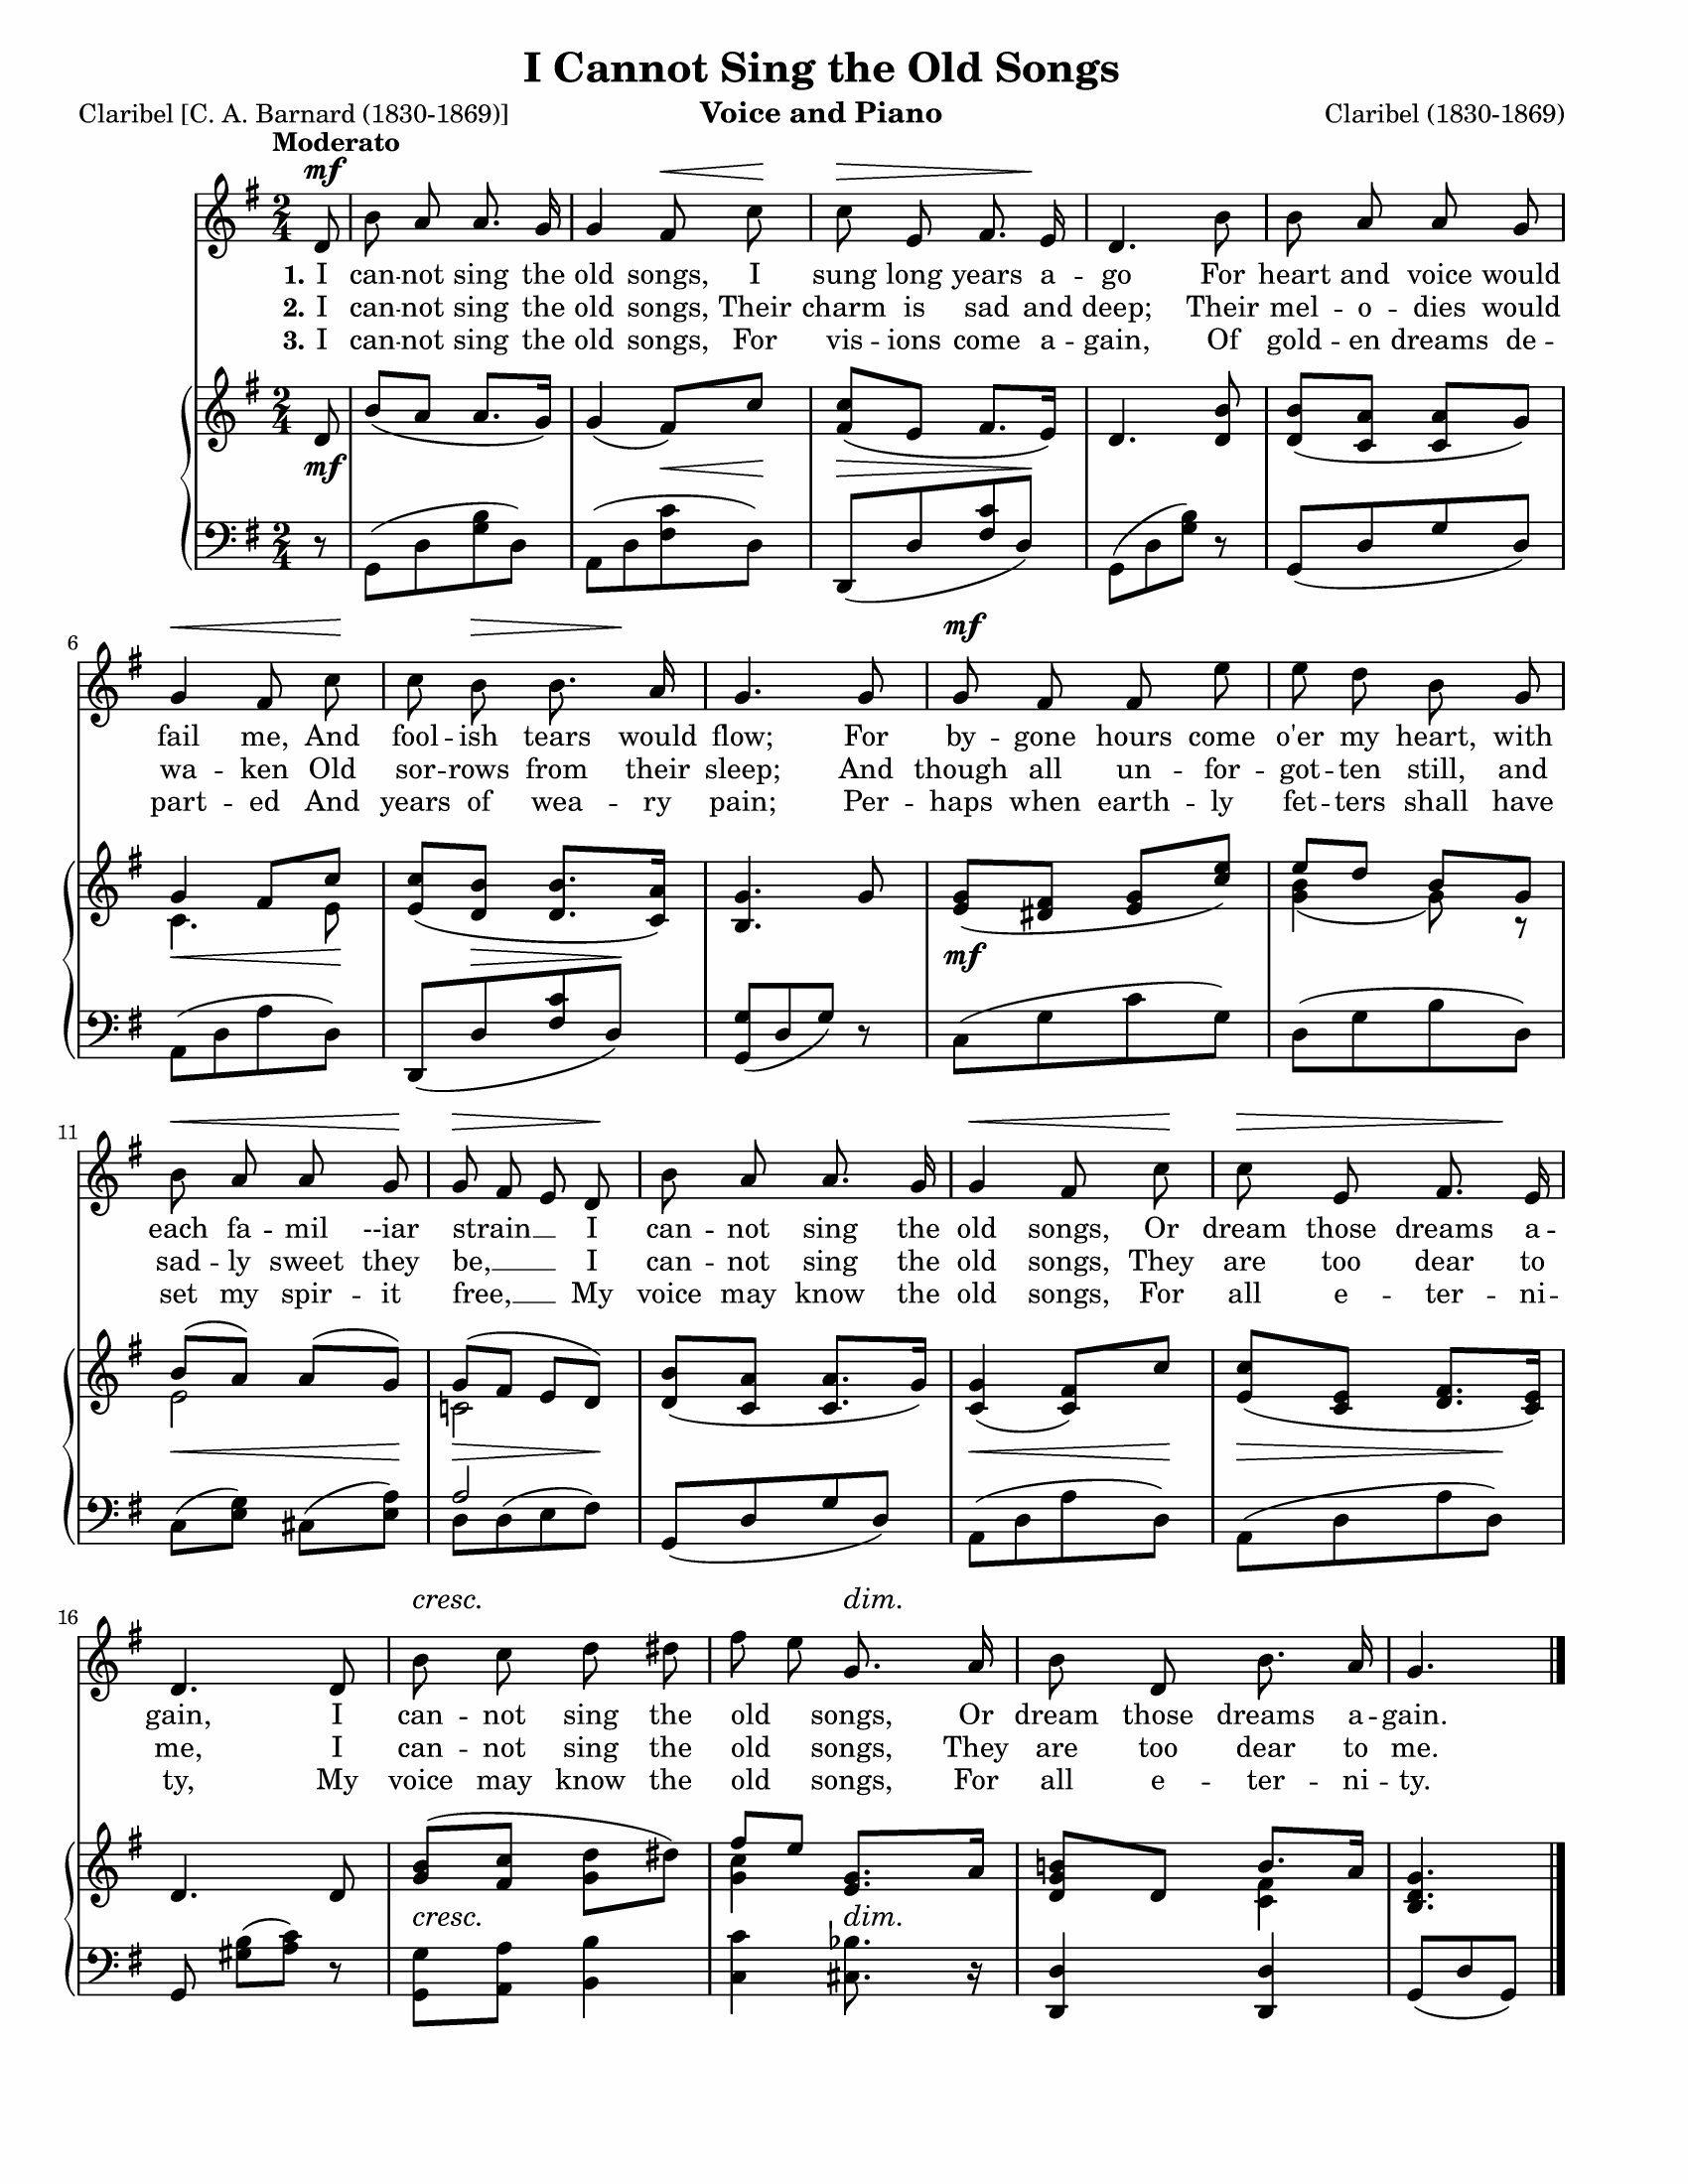 I Cannot Sing the Old Songs
Claribel [C. A. Barnard (1830-1869)] Voice and Piano Claribel (1830-1869)
Moderato
mf
1. I can -- not sing the old songs, I sung long years a -- go For heart and voice would
2. I can -- not sing the old songs, Their charm is sad and deep; Their mel -- o -- dies would
3. I can -- not sing the old songs, For vis -- ions come a -- gain, Of gold -- en dreams de --
mf
6
mf
fail me, And fool -- ish tears would flow; For by -- gone hours come o'er my heart, with
wa -- ken Old sor -- rows from their sleep; And though all un -- for -- got -- ten still, and
part -- ed And years of wea -- ry pain; Per -- haps when earth -- ly fet -- ters shall have
mf
11
each fa -- mil --iar strain __ I can -- not sing the old songs, Or dream those dreams a --
sad -- ly sweet they be, __ I can -- not sing the old songs, They are too dear to
set my spir -- it free, __ My voice may know the old songs, For all e -- ter -- ni --
16
cresc. dim.
gain, I can -- not sing the old songs, Or dream those dreams a -- gain.
me, I can -- not sing the old songs, They are too dear to me.
ty, My voice may know the old songs, For all e -- ter -- ni -- ty.
cresc. dim.